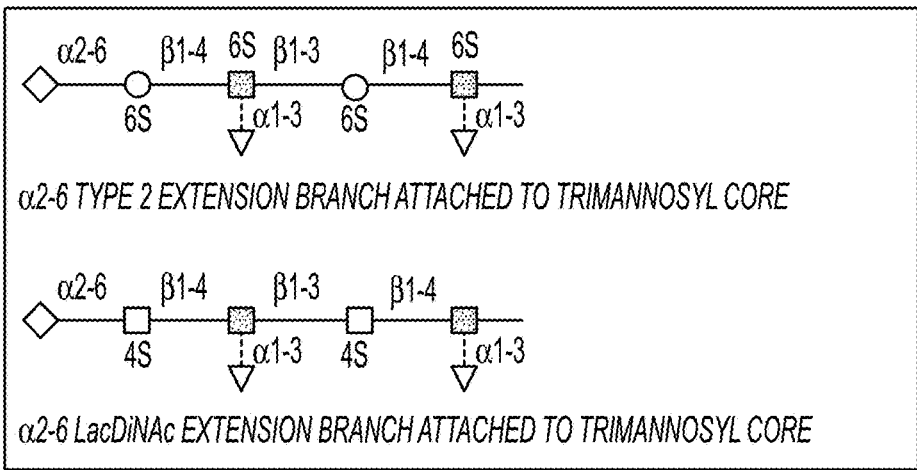 α2-6 β1-4 6S β1-3 β1-4 6S
6S α1-3 6S α1-3
α2-6 TYPE 2 EXTENSION BRANCH ATTACHED TO TRIMANNOSYL CORE
α2-6 β1-4 β1-3 β1-4
4S α1-3 4S α1-3
α2-6 LacDiNAc EXTENSION BRANCH ATTACHED TO TRIMANNOSYL CORE